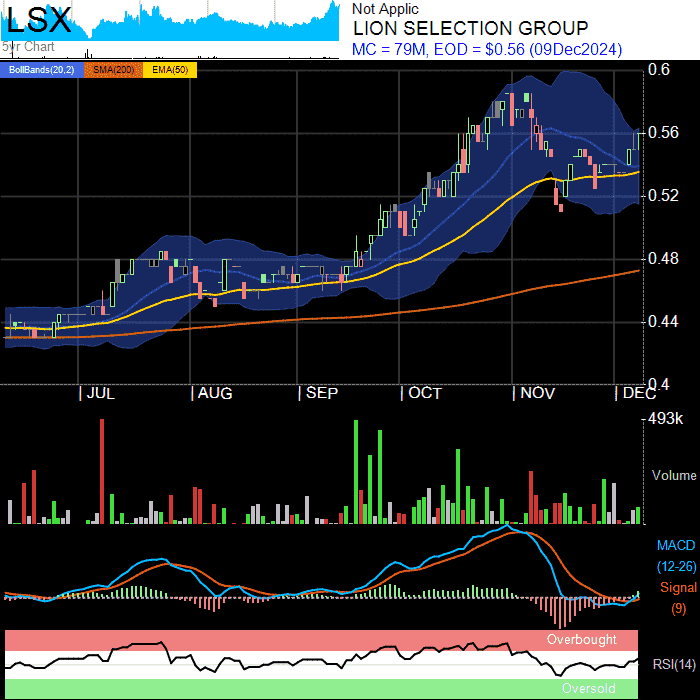 LSX
5yr Chart
Not Applic
LION SELECTION GROUP
MC = 79M, EOD = $0.56 (09Dec2024)
BollBands(20,2) SMA(200) EMA(50)
0.6
0.56
0.52
0.48
0.44
0.4
JUL AUG SEP OCT NOV DEC
493k
Volume
MACD
(12-26)
Signal
(9)
Overbought
RSI(14)
Oversold